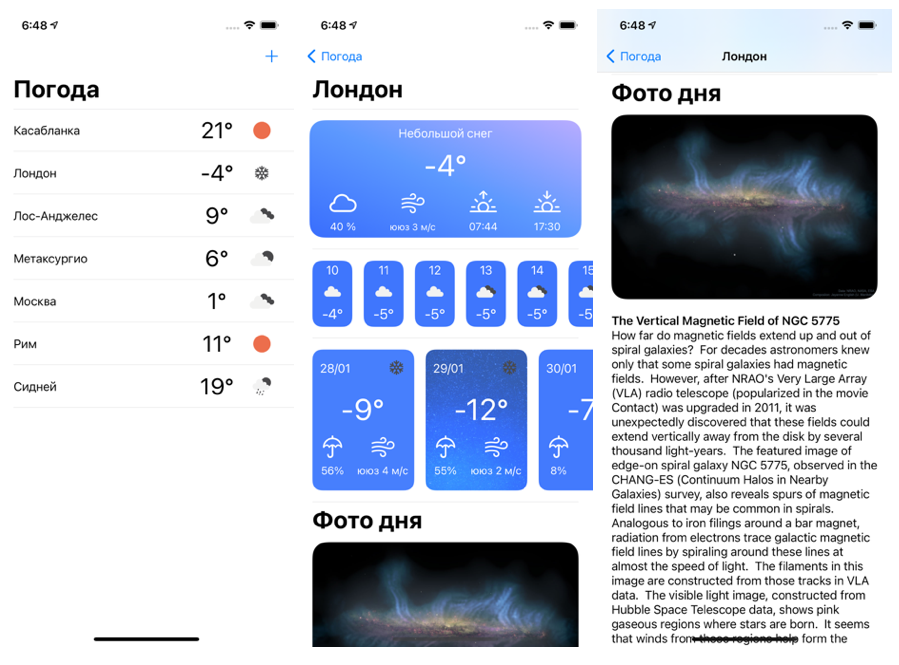 6:48
Погода
Касабланка 21°
Лондон -4°
Лос-Анджелес 9°
Метаксургио 6°
Москва 1°
Рим 11°
Сидней 19°
6:48
Погода
Лондон
Небольшой снег
-4°
40 % ююз 3 м/с 07:44 17:30
10 11 12 13 14 15
-4° -5° -5° -5° -5° -5
28/01 29/01 30/01
-9° -12° -7
56% ююз 4 м/с 55% ююз 2 м/с 8%
Фото дня
6:48
Погода Лондон
Фото дня
The Vertical Magnetic Field of NGC 5775
How far do magnetic fields extend up and out of
spiral galaxies? For decades astronomers knew
only that some spiral galaxies had magnetic
fields. However, after NRAO's Very Large Array
(VLA) radio telescope (popularized in the movie
Contact) was upgraded in 2011, it was
unexpectedly discovered that these fields could
extend vertically away from the disk by several
thousand light-years. The featured image of
edge-on spiral galaxy NGC 5775, observed in the
CHANG-ES (Continuum Halos in Nearby
Galaxies) survey, also reveals spurs of magnetic
field lines that may be common in spirals.
Analogous to iron filings around a bar magnet,
radiation from electrons trace galactic magnetic
field lines by spiraling around these lines at
almost the speed of light. The filaments in this
image are constructed from those tracks in VLA
data. The visible light image, constructed from
Hubble Space Telescope data, shows pink
gaseous regions where stars are born. It seems
that winds from these regions help form the